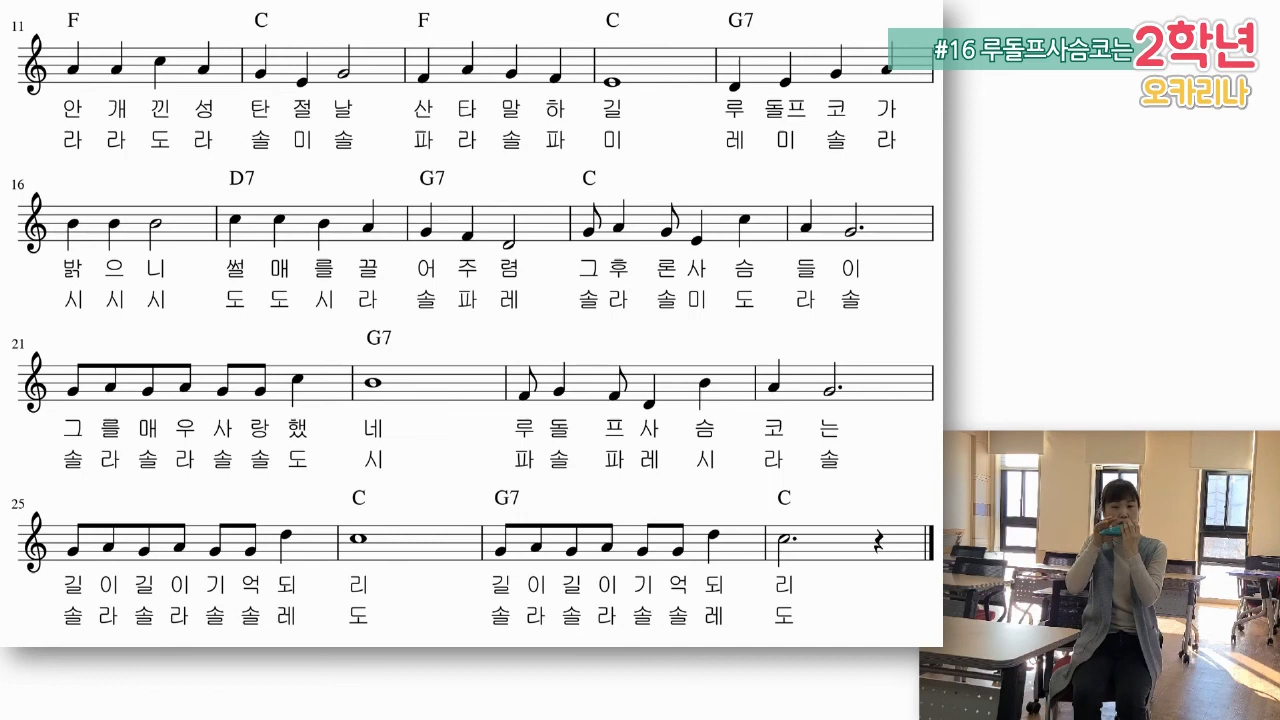 #16 루돌프사슴코는
2학년
오카리나
11 F C F C G7
안 개 낀 성 탄 절 날 산 타 말 하 길 루 돌프 코 가
라 라 도 라 솔 미 솔 파 라 솔 파 미 레 미 솔 라
16 D7 G7 C
밝 으 니 썰 매 를 끌 어 주 렴 그 후 론 사 슴 들 이
시 시 시 도 도 시 라 솔 파 레 솔 라 솔 미 도 라 솔
21 G7
그 를 매 우 사 랑 했 네 루 돌 프 사 슴 코 는
솔 라 솔 라 솔 솔 도 시 파 솔 파 레 시 라 솔
25 C G7 C
길 이 길 이 기 억 되 리 길 이 길 이 기 억 되 리
솔 라 솔 라 솔 솔 레 도 솔 라 솔 라 솔 솔 레 도